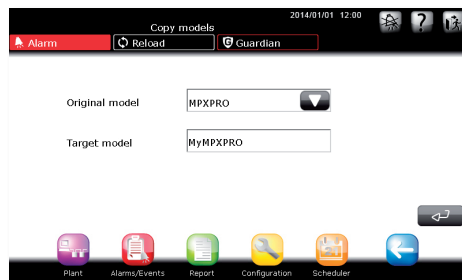 2014/01/01 12:00
Copy models
Alarm
Reload
Guardian
Original model
MPXPRO
Target model
MyMPXPRO
Plant
Alarms/Events
Report
Configuration
Scheduler